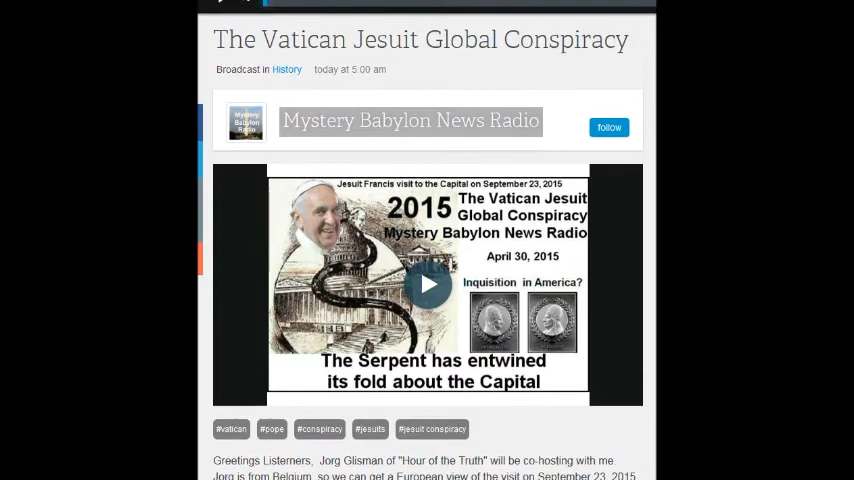 The Vatican Jesuit Global Conspiracy
Broadcast in History today at 5:00 am
Mystery Babylon Radio
Mystery Babylon News Radio
follow
Jesuit Francis visit to the Capital on September 23, 2015
2015
The Vatican Jesuit
Global Conspiracy
Mystery Babylon News Radio
April 30, 2015
Inquisition in America?
The Serpent has entwined
its fold about the Capital
#vatican #pope #conspiracy #jesuits #jesuit conspiracy
Greetings Listerners, Jorg Glisman of "Hour of the Truth" will be co-hosting with me.
Jorg is from Belgium, so we can get a European view of the visit on September 23, 2015